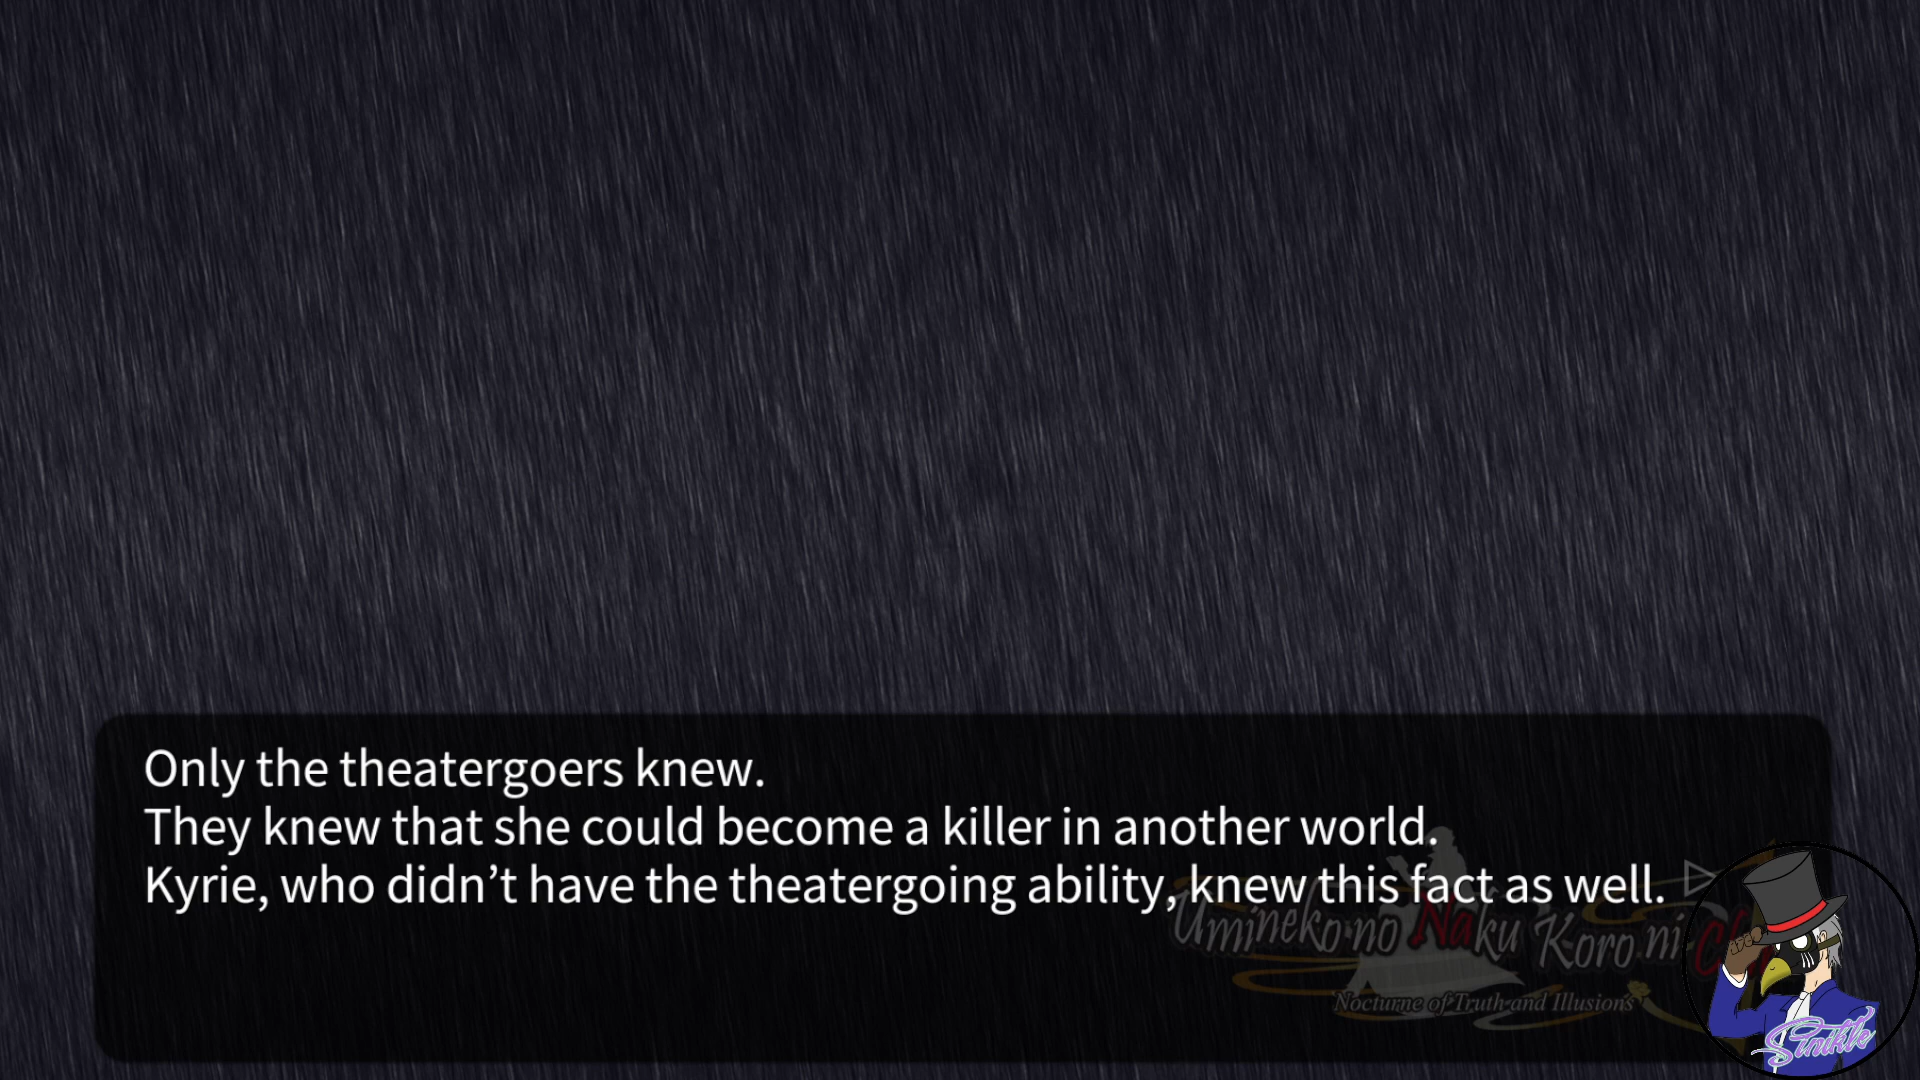 Only the theatergoers knew.
They knew that she could become a killer in another world.
Kyrie, who didn’t have the theatergoing ability, knew this fact as well.
Umineko no Naku Koro ni
Nocturne of Truth and Illusions
Sinikle